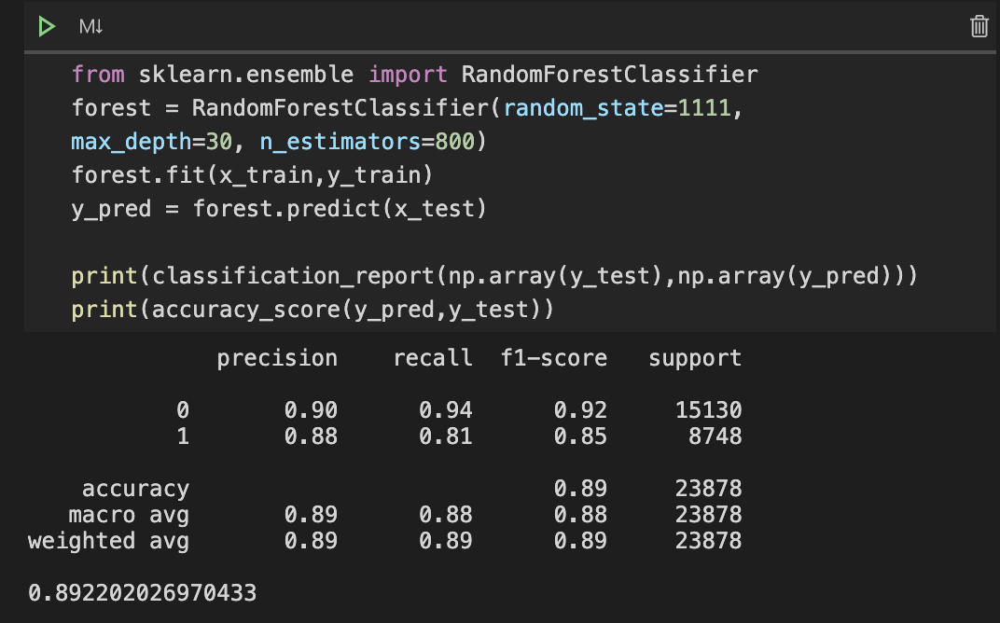 M↓
from sklearn.ensemble import RandomForestClassifier
forest = RandomForestClassifier(random_state=1111,
max_depth=30, n_estimators=800)
forest.fit(x_train,y_train)
y_pred = forest.predict(x_test)
print(classification_report(np.array(y_test),np.array(y_pred)))
print(accuracy_score(y_pred,y_test))
precision recall f1-score support
0 0.90 0.94 0.92 15130
1 0.88 0.81 0.85 8748
accuracy 0.89 23878
macro avg 0.89 0.88 0.88 23878
weighted avg 0.89 0.89 0.89 23878
0.892202026970433